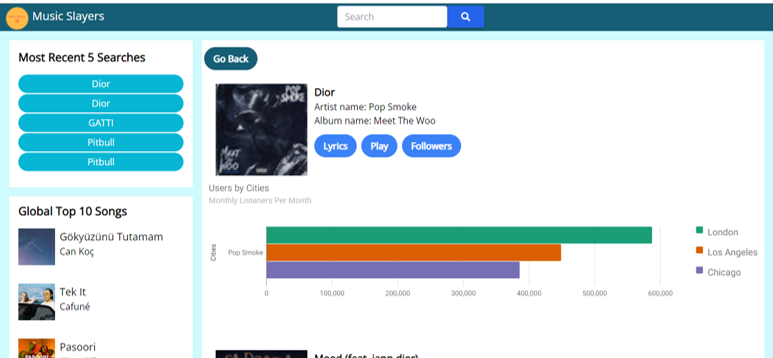 Music Slayers
Search
Most Recent 5 Searches
Dior
Dior
GATTI
Pitbull
Pitbull
Global Top 10 Songs
Gökyüzünü Tutamam
Can Koç
Tek It
Cafuné
Pasoori
Go Back
POP SMOKE
MEET THE WOO
Dior
Artist name: Pop Smoke
Album name: Meet The Woo
Lyrics Play Followers
Users by Cities
Monthly Listeners Per Month
Cities
Pop Smoke
0 100,000 200,000 300,000 400,000 500,000 600,000
London
Los Angeles
Chicago
Mood (feat. iann dior)